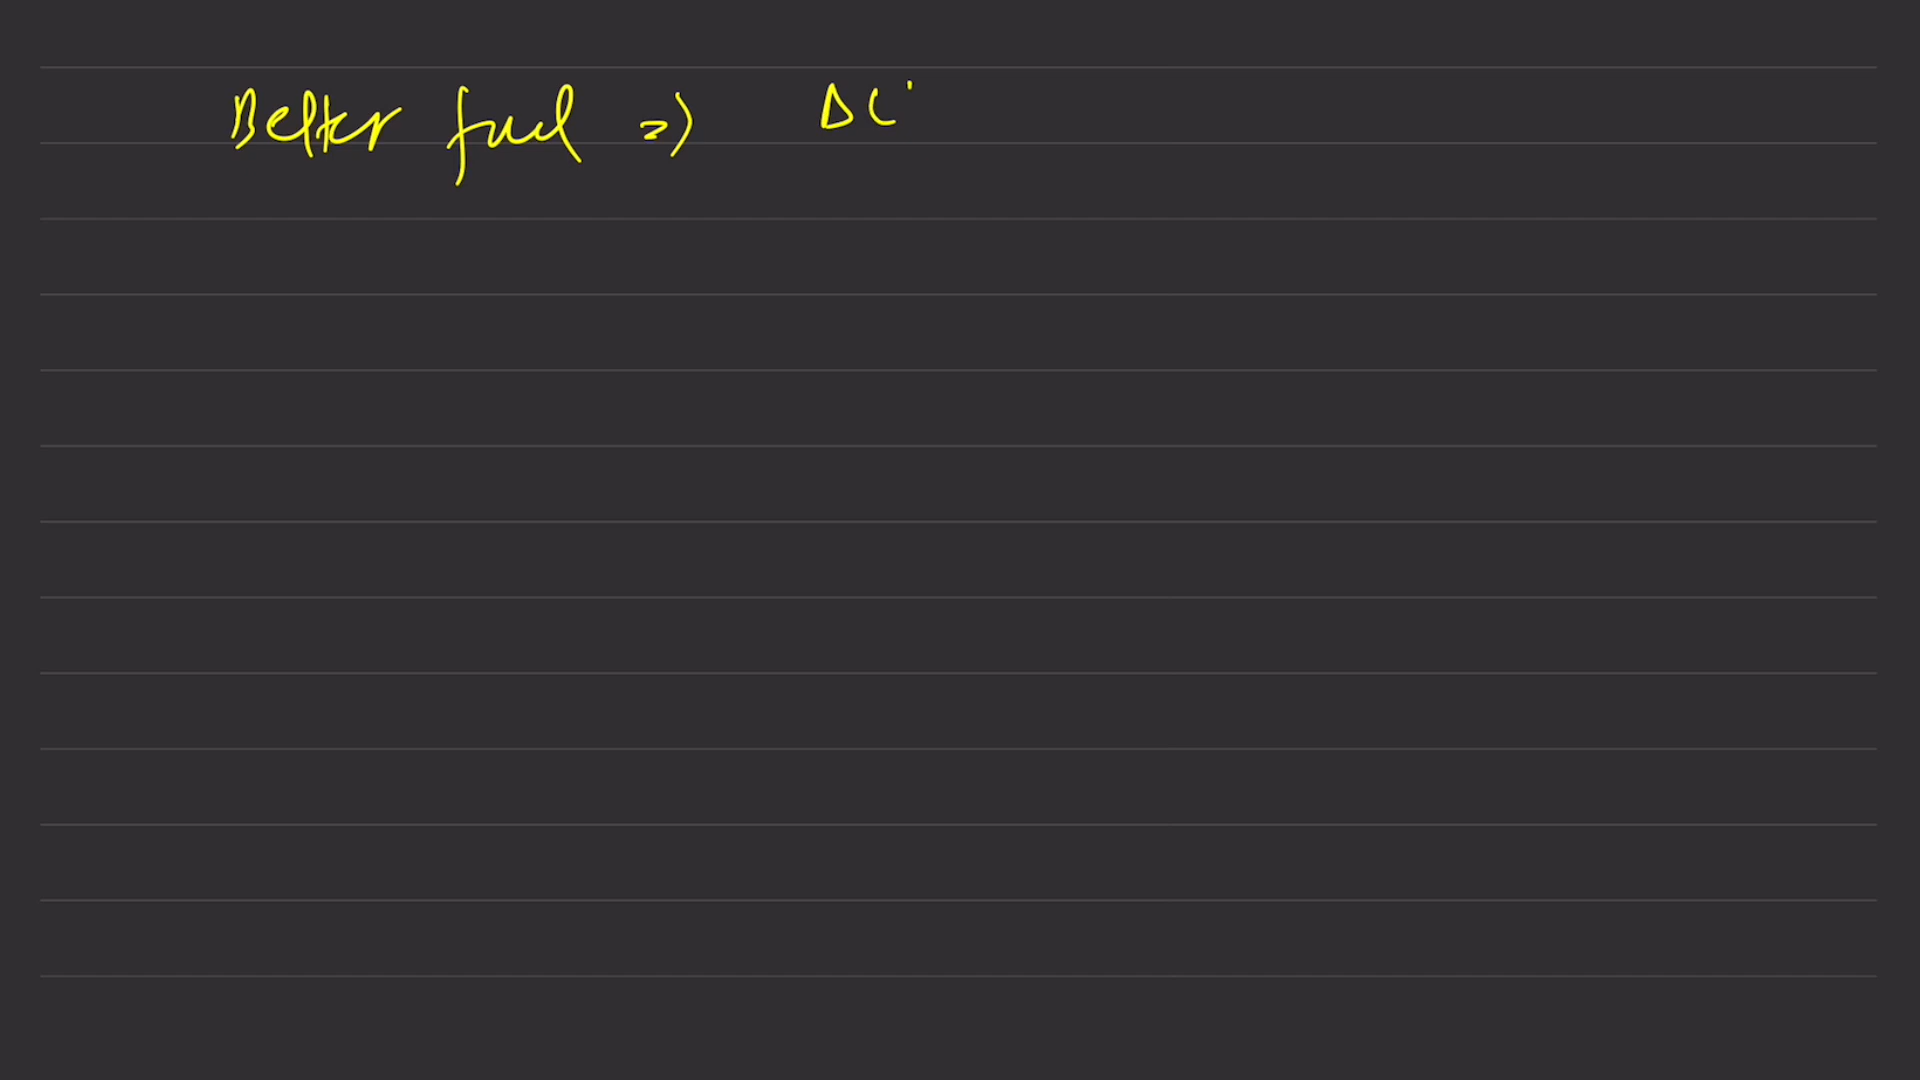 Better fuel => ΔC'